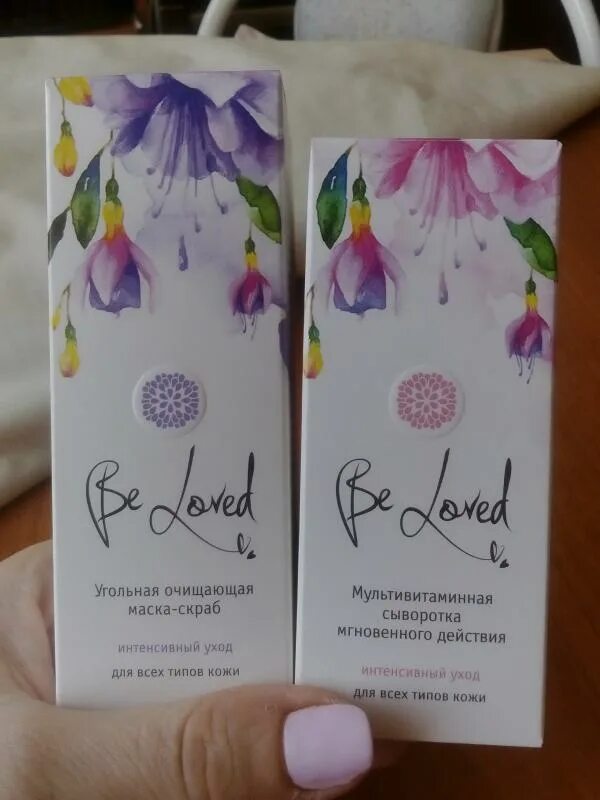 Be Loved
Угольная очищающая
маска-скраб
интенсивный уход
для всех типов кожи
Be Loved
Мультивитаминная
сыворотка
мгновенного действия
интенсивный уход
для всех типов кожи